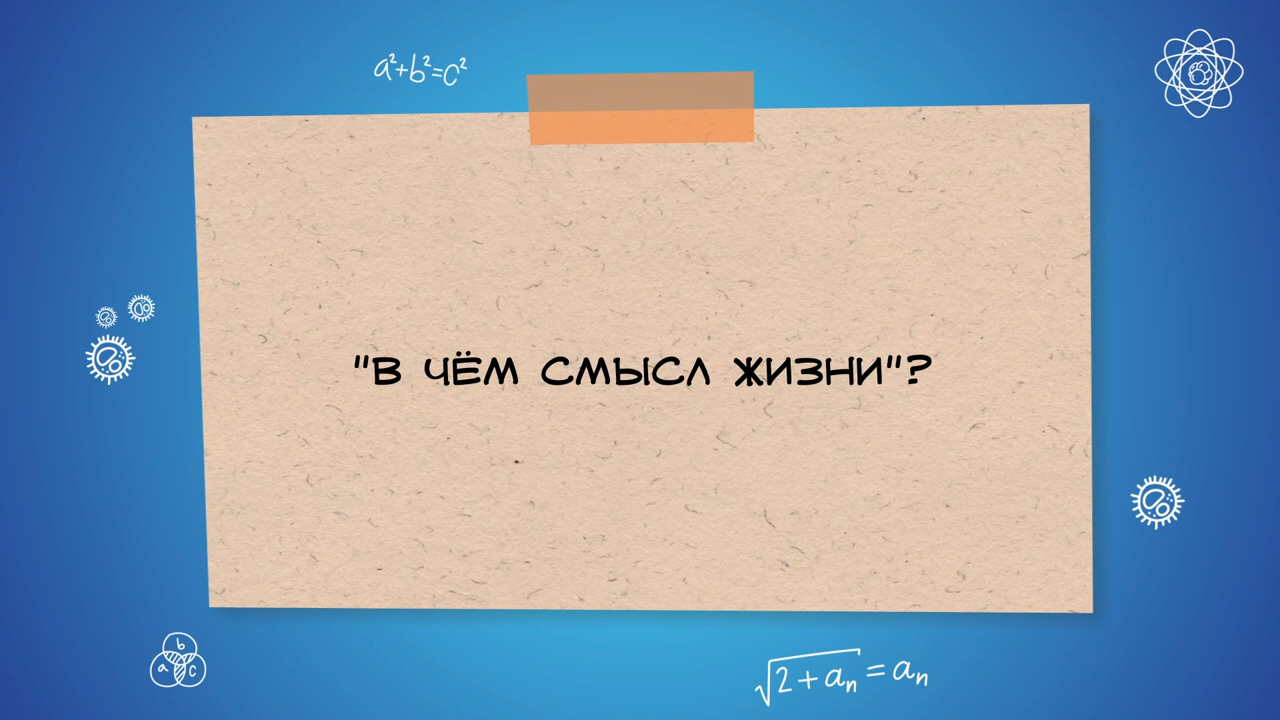 a²+b²=c²
"В ЧЁМ СМЫСЛ ЖИЗНИ"?
b
a c
√2+aₙ = aₙ